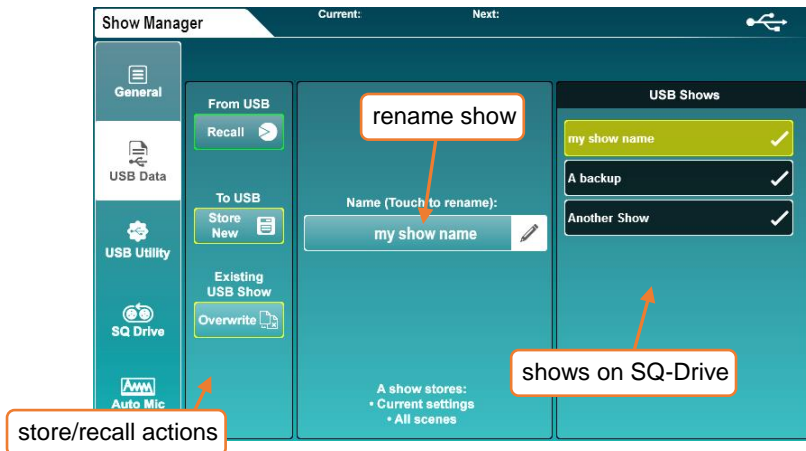 Show Manager
Current:
Next:
General
USB Data
USB Utility
SQ Drive
Auto Mic
From USB
Recall
To USB
Store
New
Existing
USB Show
Overwrite
store/recall actions
rename show
Name (Touch to rename):
my show name
A show stores:
• Current settings
• All scenes
USB Shows
my show name
A backup
Another Show
shows on SQ-Drive